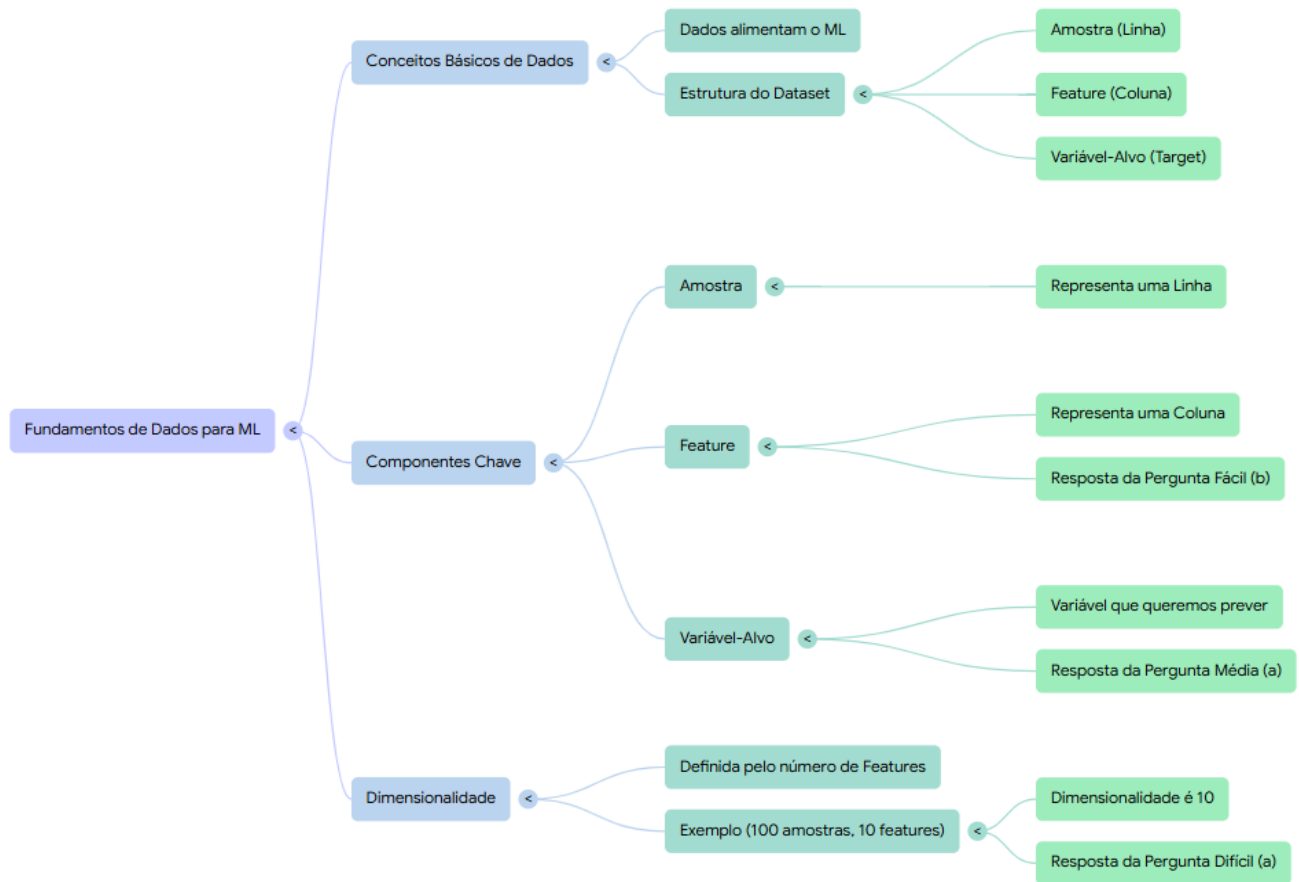 Fundamentos de Dados para ML
<
Conceitos Básicos de Dados
<
Dados alimentam o ML
Estrutura do Dataset
<
Amostra (Linha)
Feature (Coluna)
Variável-Alvo (Target)
Componentes Chave
<
Amostra
<
Representa uma Linha
Feature
<
Representa uma Coluna
Resposta da Pergunta Fácil (b)
Variável-Alvo
<
Variável que queremos prever
Resposta da Pergunta Média (a)
Dimensionalidade
<
Definida pelo número de Features
Exemplo (100 amostras, 10 features)
<
Dimensionalidade é 10
Resposta da Pergunta Difícil (a)